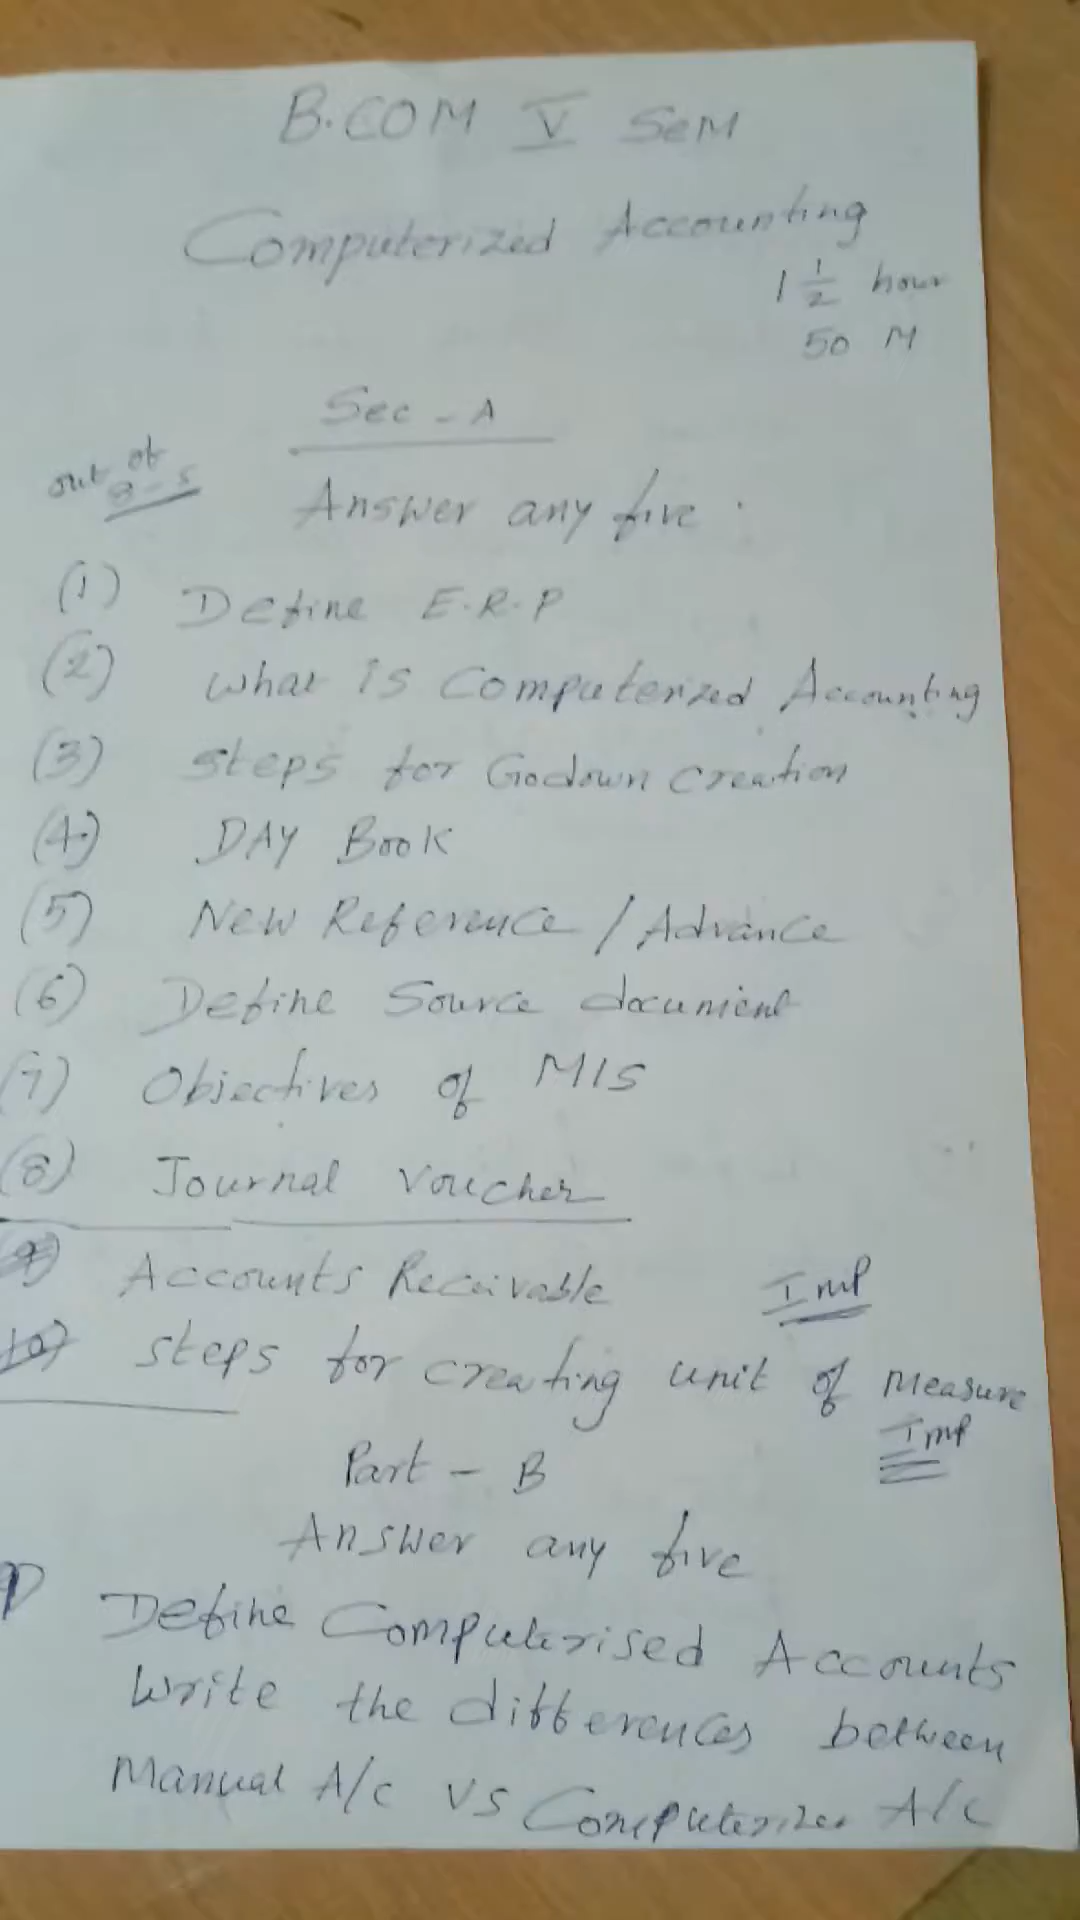 B.COM V SEM
Computerized Accounting
1 1/2 hour
50 M
Sec - A
out of
8 - 5
Answer any five
(1) Define E.R.P
(2) what is Computerized Accounting
(3) steps for Godown Creation
(4) DAY Book
(5) New Reference / Advance
(6) Define Source document
(7) Objectives of MIS
(8) Journal Voucher
9) Accounts Receivable Imp
10) steps for creating unit of Measure
Imp
Part - B
Answer any five
Define Computerised Accounts
Write the differences between
Manual A/c VS Computerizes A/c